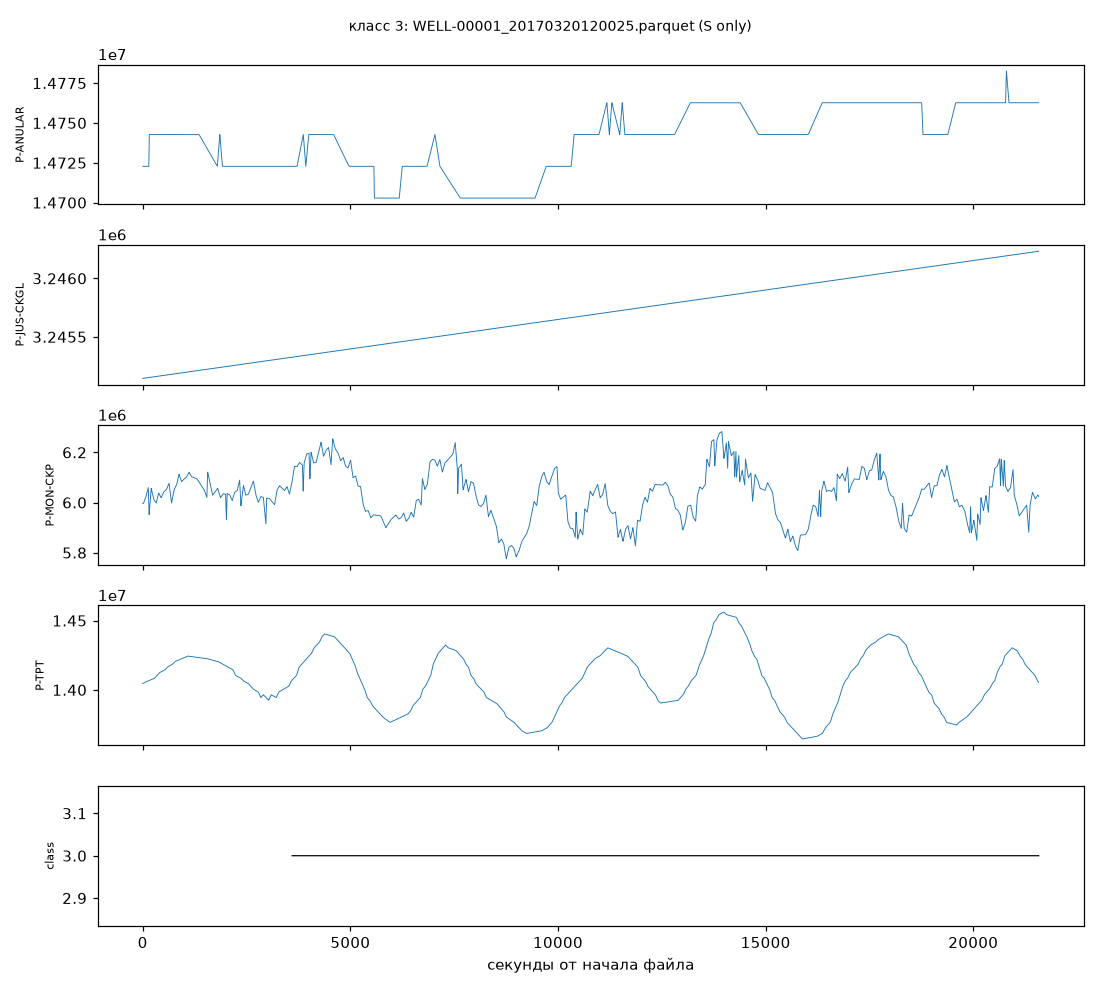 класс 3: WELL-00001_20170320120025.parquet (S only)
1e7
1.4775
1.4750
1.4725
1.4700
P-ANULAR
1e6
3.2460
3.2455
P-JUS-CKGL
1e6
6.2
6.0
5.8
P-MON-CKP
1e7
1.45
1.40
P-TPT
3.1
3.0
2.9
class
0 5000 10000 15000 20000
секунды от начала файла